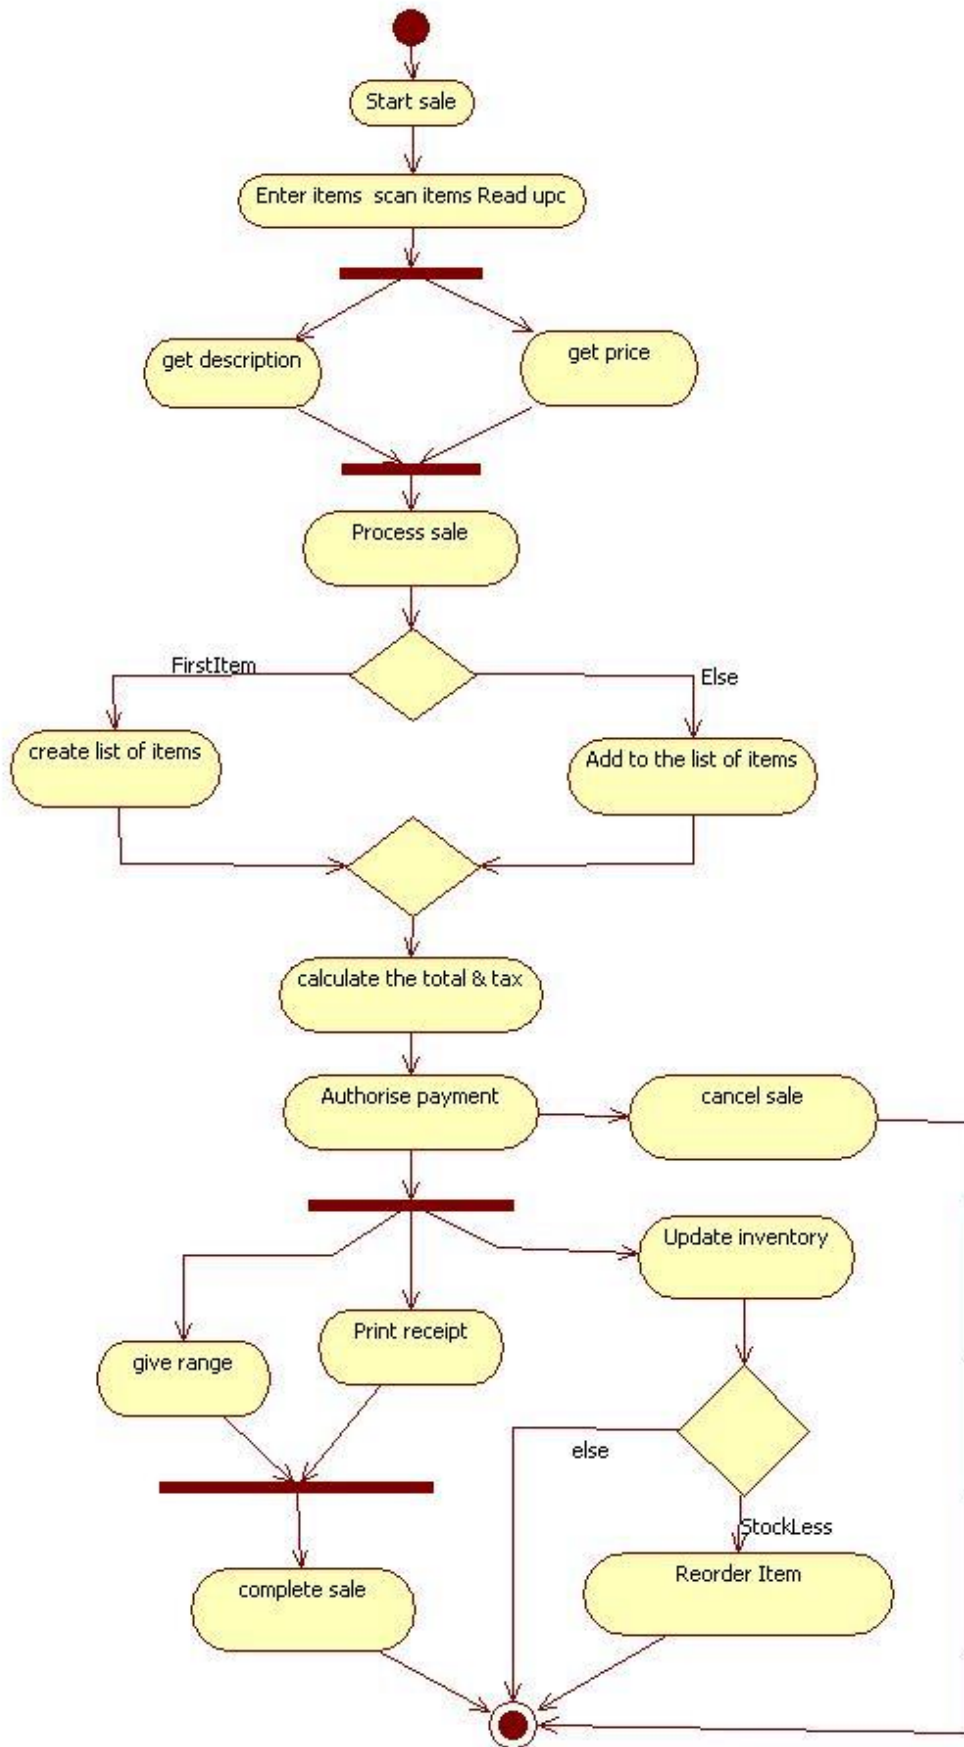 Start sale
Enter items  scan items Read upc
get description
get price
Process sale
FirstItem
Else
create list of items
Add to the list of items
calculate the total & tax
Authorise payment
cancel sale
Update inventory
Print receipt
give range
else
StockLess
Reorder Item
complete sale